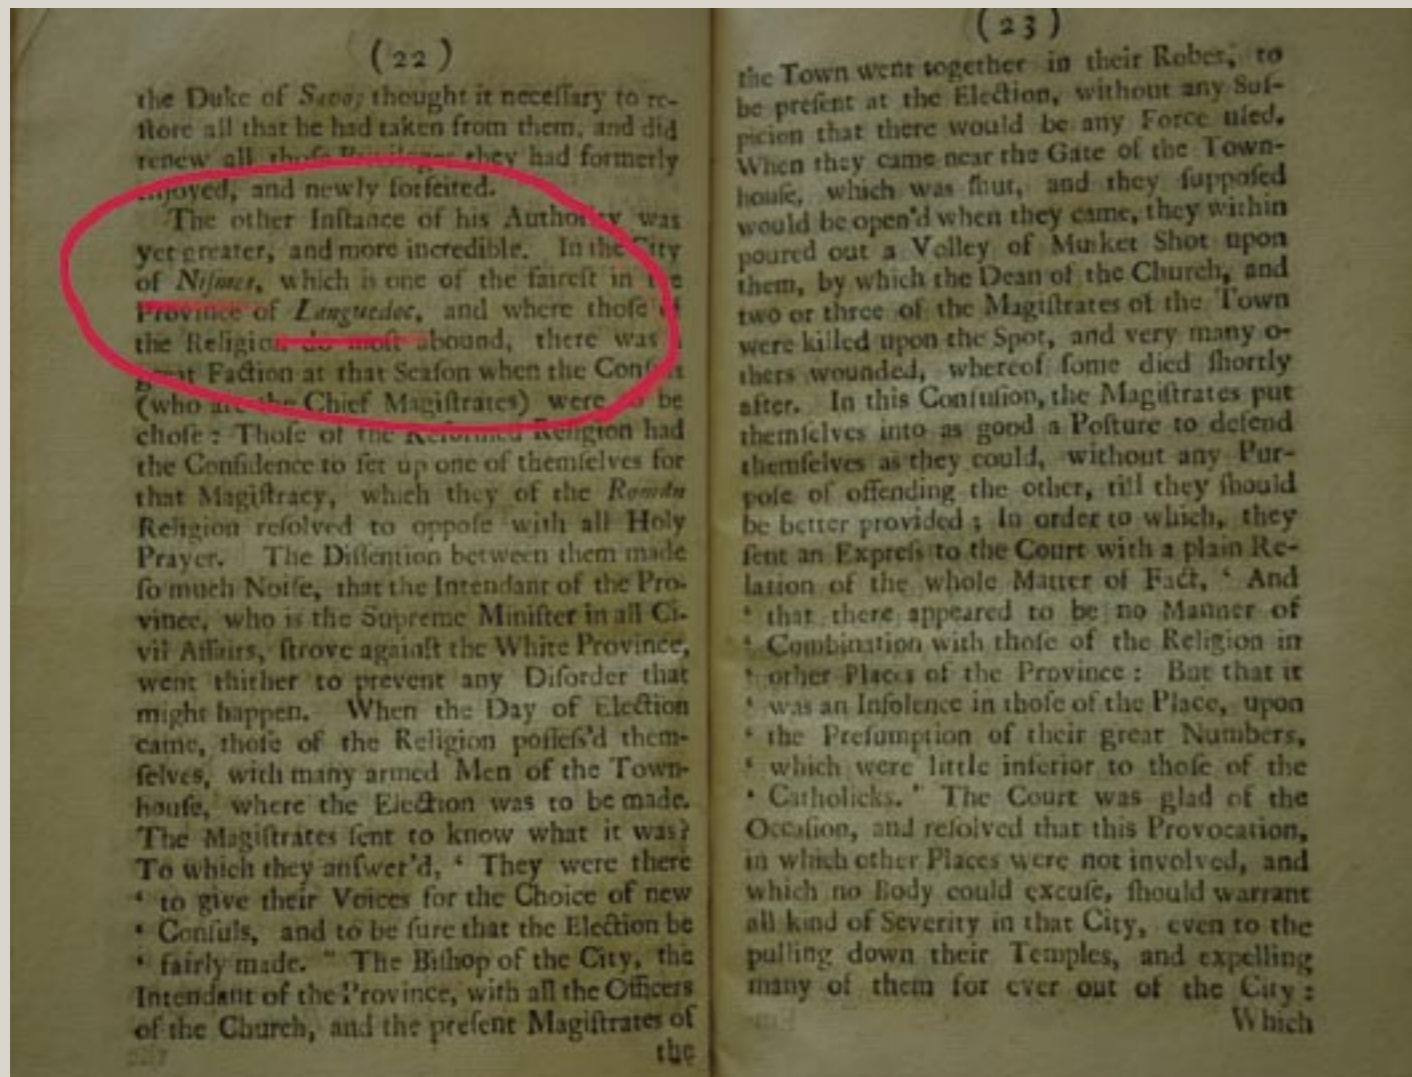 (22)
the Duke of Savoy thought it neceſſary to re-
ſtore all that he had taken from them, and did
renew all thoſe Privileges they had formerly
enjoyed, and newly forfeited.
The other Inſtance of his Authority was
yet greater, and more incredible. In the City
of Niſmes, which is one of the faireſt in the
Province of Languedoc, and where thoſe of
the Religion do moſt abound, there was a
great Faction at that Seaſon when the Conſuls
(who are the Chief Magiſtrates) were to be
choſe: Thoſe of the Reformed Religion had
the Confidence to ſet up one of themſelves for
that Magiſtracy, which they of the Roman
Religion reſolved to oppoſe with all Holy
Prayer. The Diſſention between them made
ſo much Noiſe, that the Intendant of the Pro-
vince, who is the Supreme Miniſter in all Ci-
vil Affairs, ſtrove againſt the White Province,
went thither to prevent any Diſorder that
might happen. When the Day of Election
came, thoſe of the Religion poſſeſs'd them-
ſelves, with many armed Men of the Town-
houſe, where the Election was to be made.
The Magiſtrates ſent to know what it was?
To which they anſwer'd, ‘ They were there
‘ to give their Voices for the Choice of new
‘ Conſuls, and to be ſure that the Election be
‘ fairly made. " The Biſhop of the City, the
Intendant of the Province, with all the Officers
of the Church, and the preſent Magiſtrates of
the
(23)
the Town went together in their Robes, to
be preſent at the Election, without any Suſ-
picion that there would be any Force uſed.
When they came near the Gate of the Town-
houſe, which was ſhut, and they ſuppoſed
would be open'd when they came, they within
poured out a Volley of Musket Shot upon
them, by which the Dean of the Church, and
two or three of the Magiſtrates of the Town
were killed upon the Spot, and very many o-
thers wounded, whereof ſome died ſhortly
after. In this Confuſion, the Magiſtrates put
themſelves into as good a Poſture to defend
themſelves as they could, without any Pur-
poſe of offending the other, till they ſhould
be better provided; In order to which, they
ſent an Expreſs to the Court with a plain Re-
lation of the whole Matter of Fact, ‘ And
‘ that there appeared to be no Manner of
‘ Combination with thoſe of the Religion in
‘ other Places of the Province: But that it
‘ was an Inſolence in thoſe of the Place, upon
‘ the Preſumption of their great Numbers,
‘ which were little inferior to thoſe of the
‘ Catholicks. " The Court was glad of the
Occaſion, and reſolved that this Provocation,
in which other Places were not involved, and
which no Body could excuſe, ſhould warrant
all kind of Severity in that City, even to the
pulling down their Temples, and expelling
many of them for ever out of the City:
Which